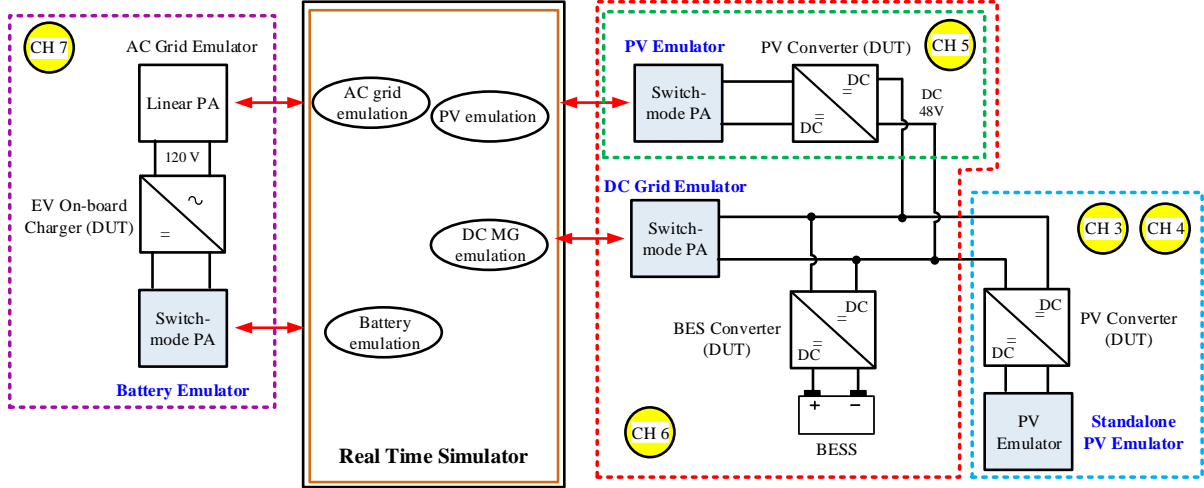 CH 7
AC Grid Emulator
Linear PA
120 V
EV On-board
Charger (DUT)
~
=
Switch-
mode PA
Battery Emulator
AC grid
emulation
PV emulation
DC MG
emulation
Battery
emulation
Real Time Simulator
PV Emulator
PV Converter (DUT)
CH 5
Switch-
mode PA
DC
=
=
DC
DC
48V
DC Grid Emulator
Switch-
mode PA
CH 3
CH 4
BES Converter
(DUT)
DC
=
=
DC
+
−
BESS
CH 6
DC
=
=
DC
PV Converter
(DUT)
PV
Emulator
Standalone
PV Emulator